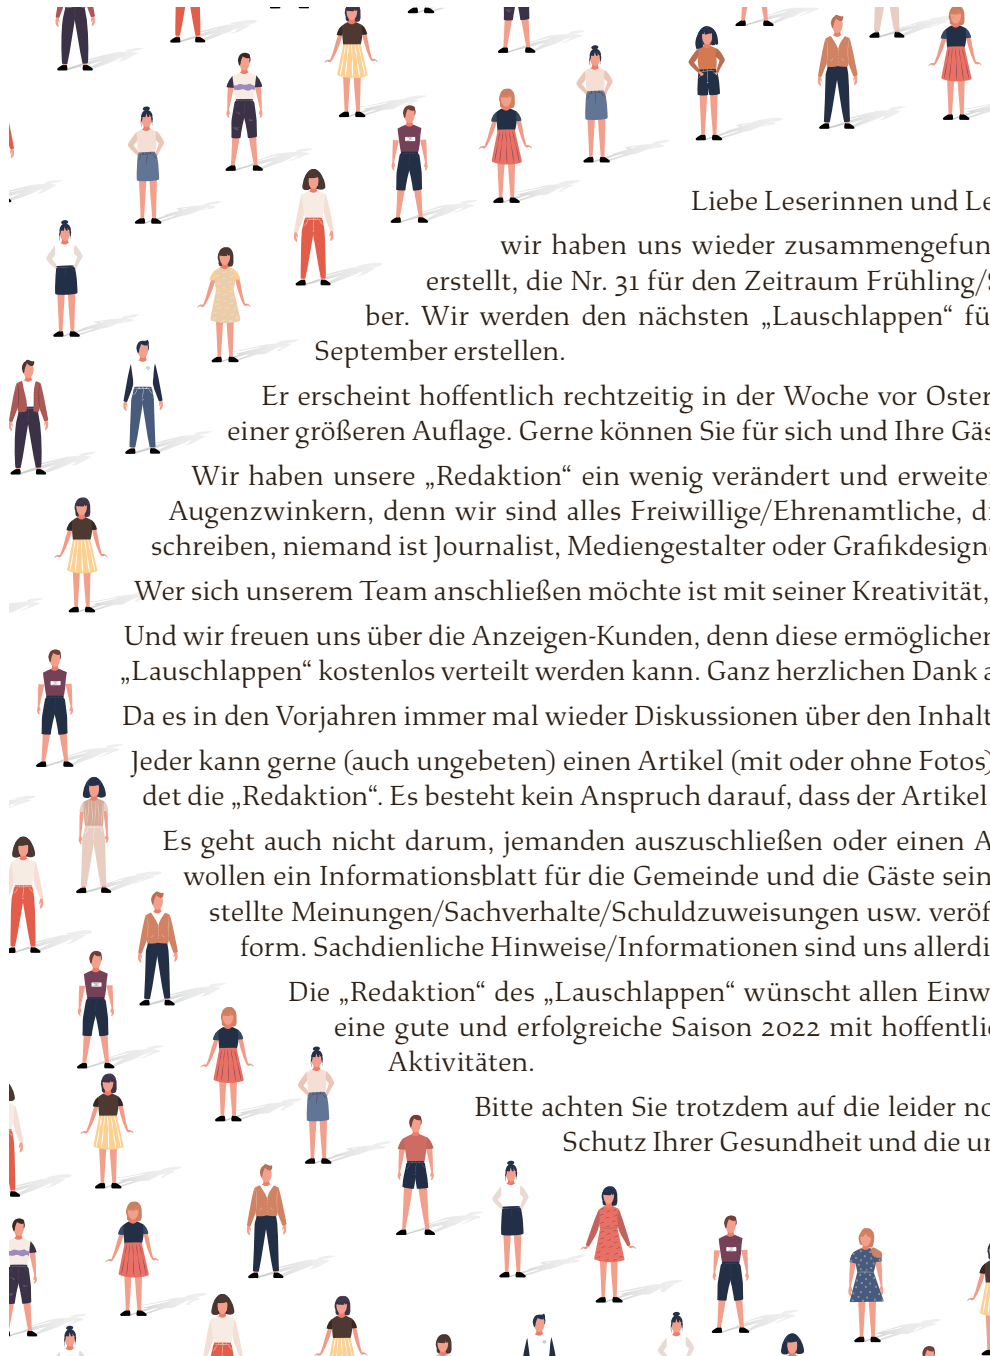 Liebe Leserinnen und Le
wir haben uns wieder zusammengefun
erstellt, die Nr. 31 für den Zeitraum Frühling/S
ber. Wir werden den nächsten „Lauschlappen“ fü
September erstellen.
Er erscheint hoffentlich rechtzeitig in der Woche vor Oster
einer größeren Auflage. Gerne können Sie für sich und Ihre Gäs
Wir haben unsere „Redaktion“ ein wenig verändert und erweiter
Augenzwinkern, denn wir sind alles Freiwillige/Ehrenamtliche, di
schreiben, niemand ist Journalist, Mediengestalter oder Grafikdesigne
Wer sich unserem Team anschließen möchte ist mit seiner Kreativität,
Und wir freuen uns über die Anzeigen-Kunden, denn diese ermöglichen
„Lauschlappen“ kostenlos verteilt werden kann. Ganz herzlichen Dank a
Da es in den Vorjahren immer mal wieder Diskussionen über den Inhalt
Jeder kann gerne (auch ungebeten) einen Artikel (mit oder ohne Fotos)
det die „Redaktion“. Es besteht kein Anspruch darauf, dass der Artikel
Es geht auch nicht darum, jemanden auszuschließen oder einen A
wollen ein Informationsblatt für die Gemeinde und die Gäste sein
stellte Meinungen/Sachverhalte/Schuldzuweisungen usw. veröf
form. Sachdienliche Hinweise/Informationen sind uns allerdi
Die „Redaktion“ des „Lauschlappen“ wünscht allen Einw
eine gute und erfolgreiche Saison 2022 mit hoffentlic
Aktivitäten.
Bitte achten Sie trotzdem auf die leider no
Schutz Ihrer Gesundheit und die un